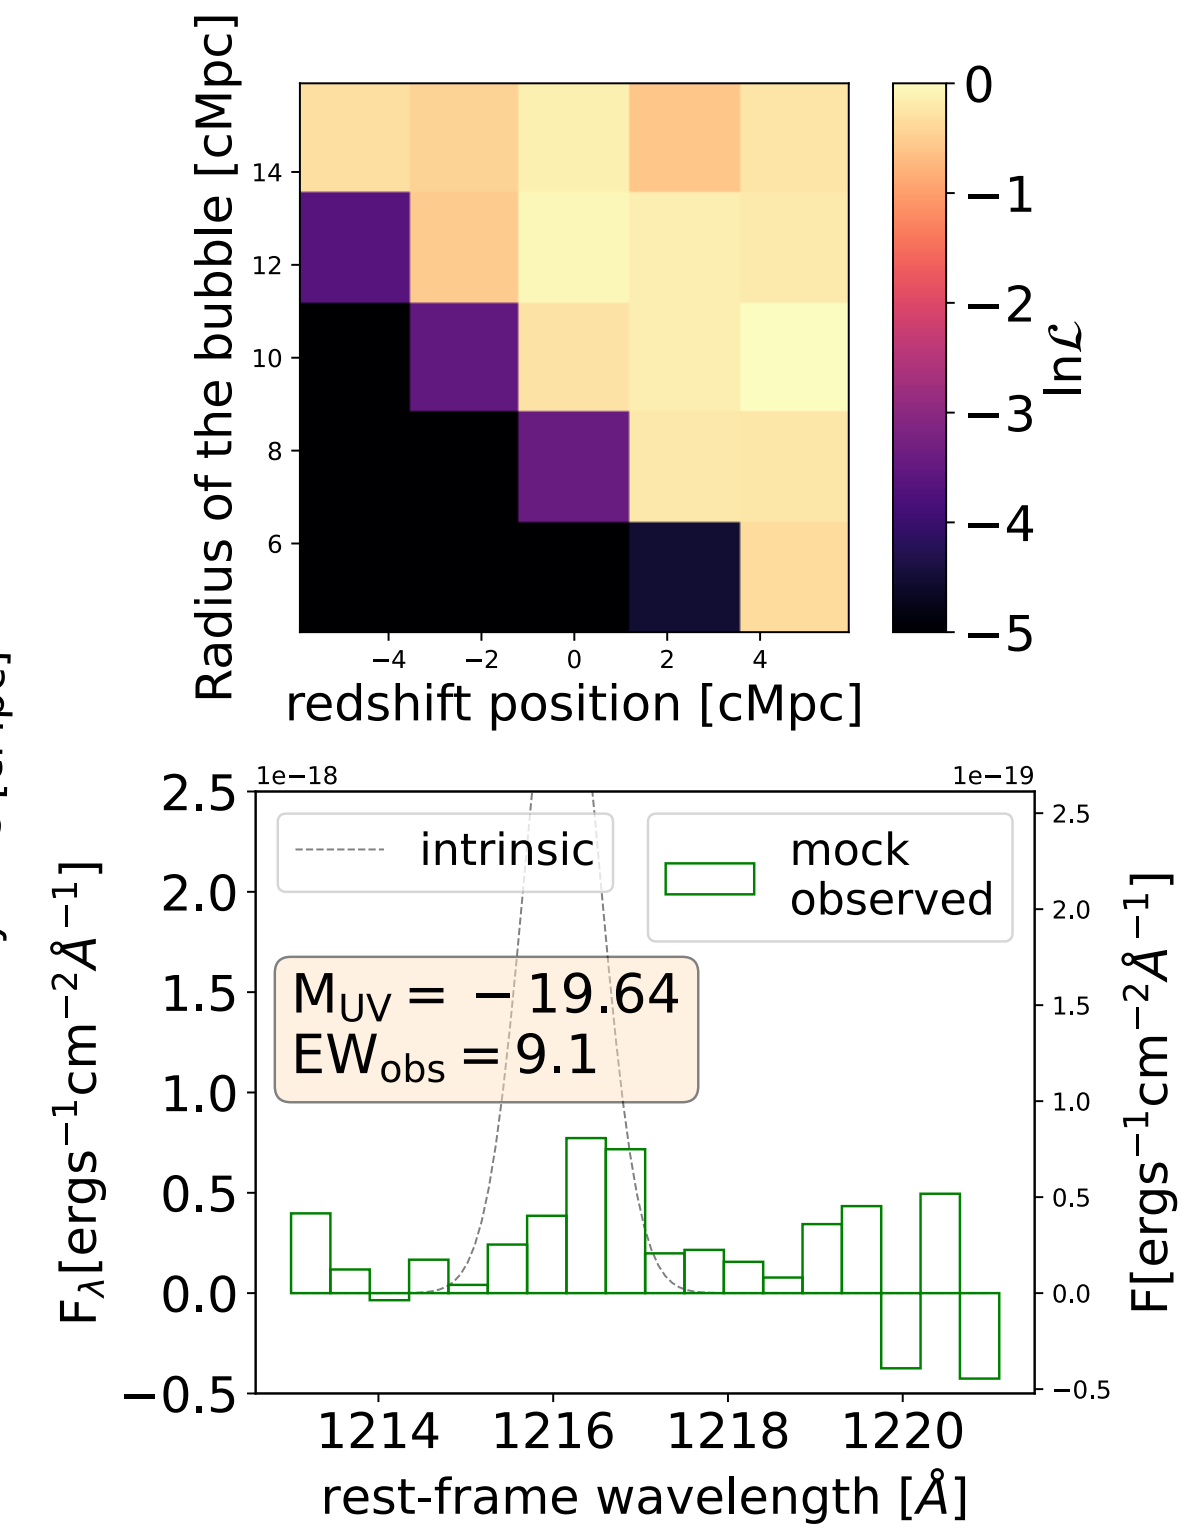 Radius of the bubble [cMpc]
14
12
10
8
6
−4 −2 0 2 4
redshift position [cMpc]
0
−1
−2
−3
−4
−5
lnℒ
1e−18
1e−19
2.5
2.0
1.5
1.0
0.5
0.0
−0.5
F_λ[ergs⁻¹cm⁻²Å⁻¹]
intrinsic
mock
observed
M_UV = −19.64
EW_obs = 9.1
2.5
2.0
1.5
1.0
0.5
0.0
−0.5
F[ergs⁻¹cm⁻²Å⁻¹]
1214 1216 1218 1220
rest-frame wavelength [Å]